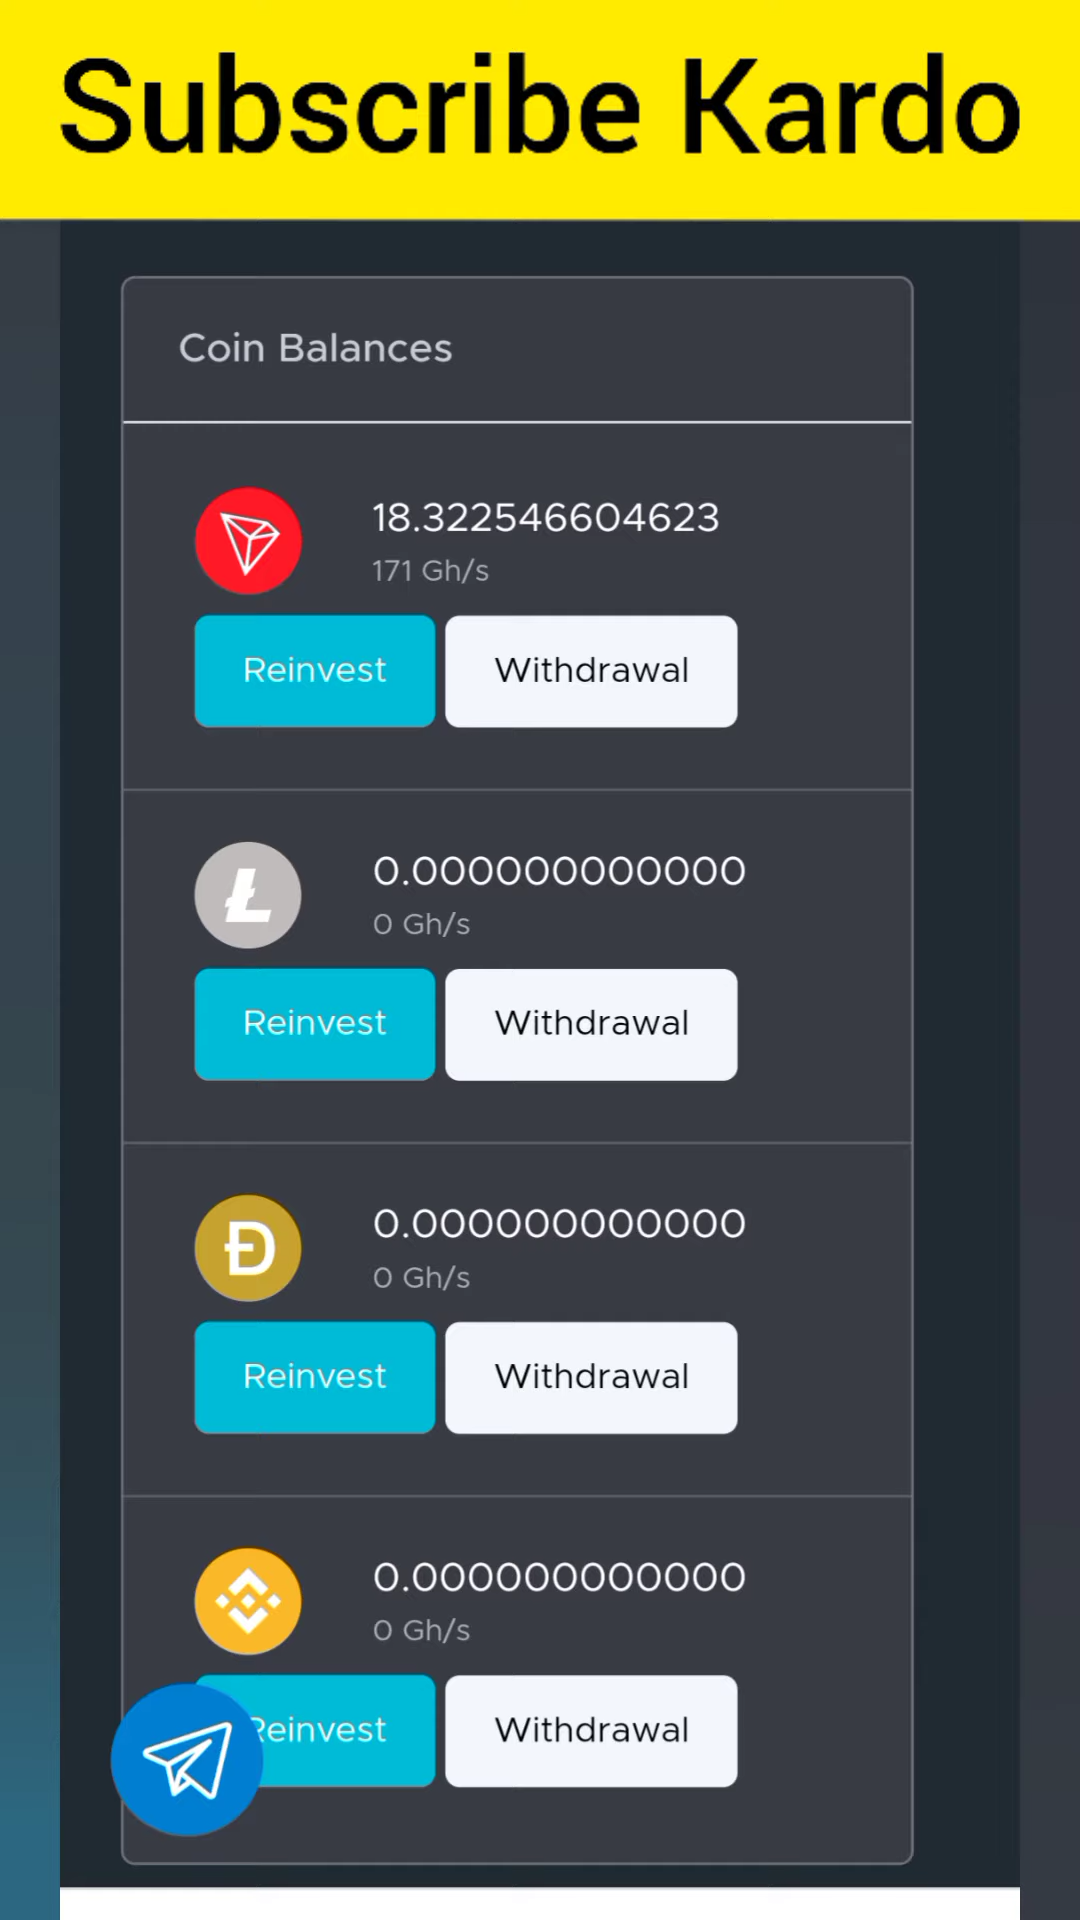 Subscribe Kardo
Coin Balances
18.322546604623
171 Gh/s
Reinvest Withdrawal
0.000000000000
0 Gh/s
Reinvest Withdrawal
0.000000000000
0 Gh/s
Reinvest Withdrawal
0.000000000000
0 Gh/s
Reinvest Withdrawal